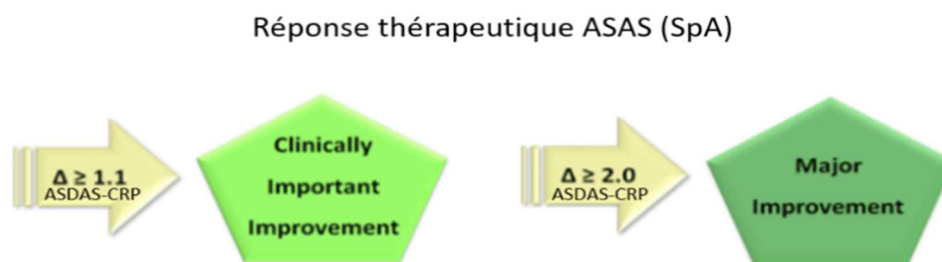 Réponse thérapeutique ASAS (SpA)
Δ ≥ 1.1
ASDAS-CRP
Clinically
Important
Improvement
Δ ≥ 2.0
ASDAS-CRP
Major
Improvement